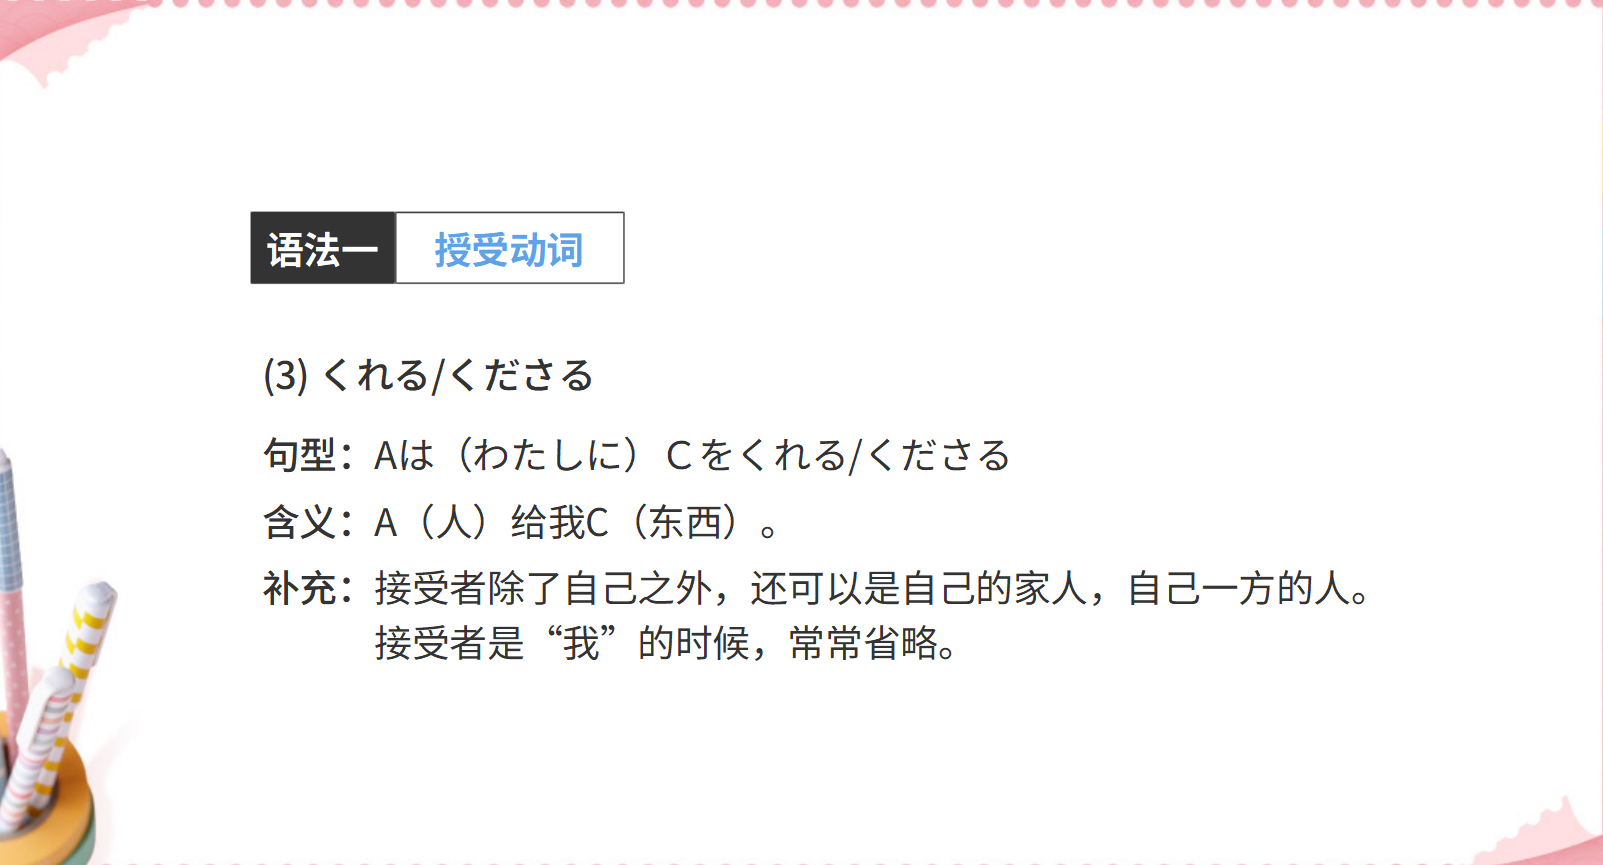 语法一 授受动词
(3) くれる/くださる
句型：Aは（わたしに）Ｃをくれる/くださる
含义：A（人）给我C（东西）。
补充：接受者除了自己之外，还可以是自己的家人，自己一方的人。
接受者是“我”的时候，常常省略。